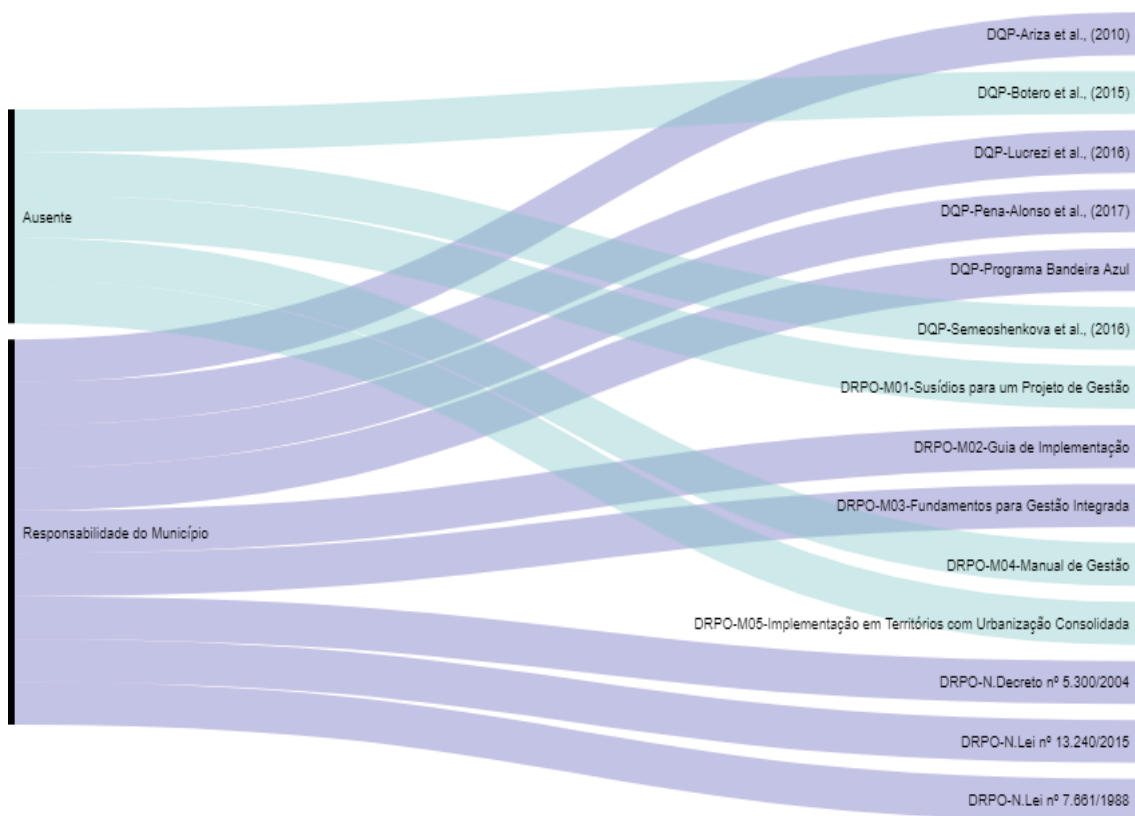 Ausente
Responsabilidade do Município
DQP-Ariza et al., (2010)
DQP-Botero et al., (2015)
DQP-Lucrezi et al., (2016)
DQP-Pena-Alonso et al., (2017)
DQP-Programa Bandeira Azul
DQP-Semeoshenkova et al., (2016)
DRPO-M01-Susídios para um Projeto de Gestão
DRPO-M02-Guia de Implementação
DRPO-M03-Fundamentos para Gestão Integrada
DRPO-M04-Manual de Gestão
DRPO-M05-Implementação em Territórios com Urbanização Consolidada
DRPO-N.Decreto nº 5.300/2004
DRPO-N.Lei nº 13.240/2015
DRPO-N.Lei nº 7.661/1988